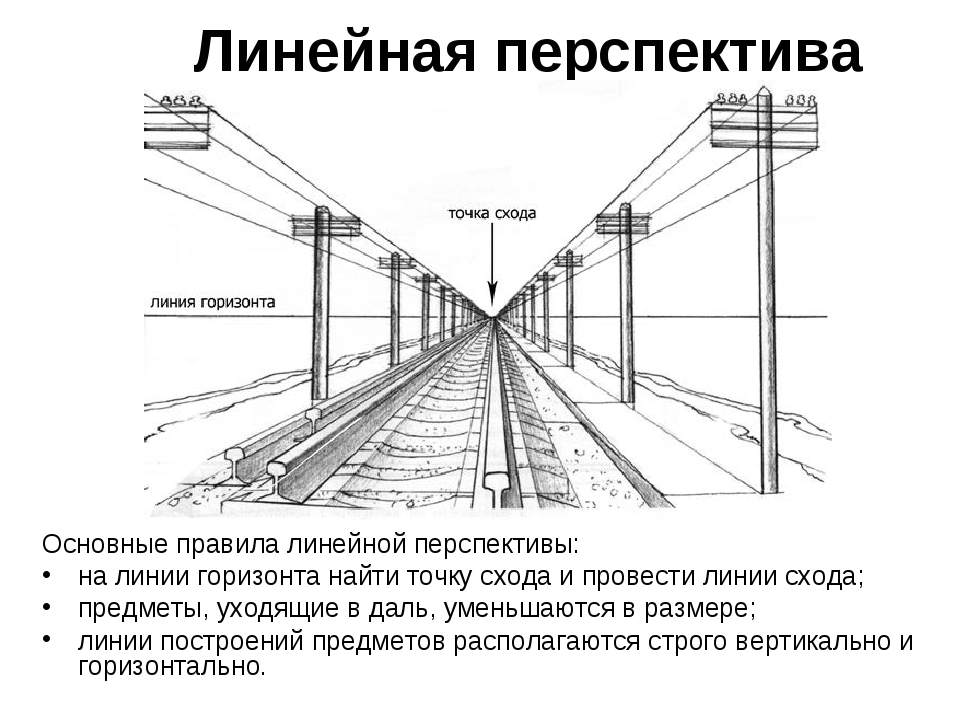 Линейная перспектива
точка схода
линия горизонта
Основные правила линейной перспективы:
• на линии горизонта найти точку схода и провести линии схода;
• предметы, уходящие в даль, уменьшаются в размере;
• линии построений предметов располагаются строго вертикально и
горизонтально.